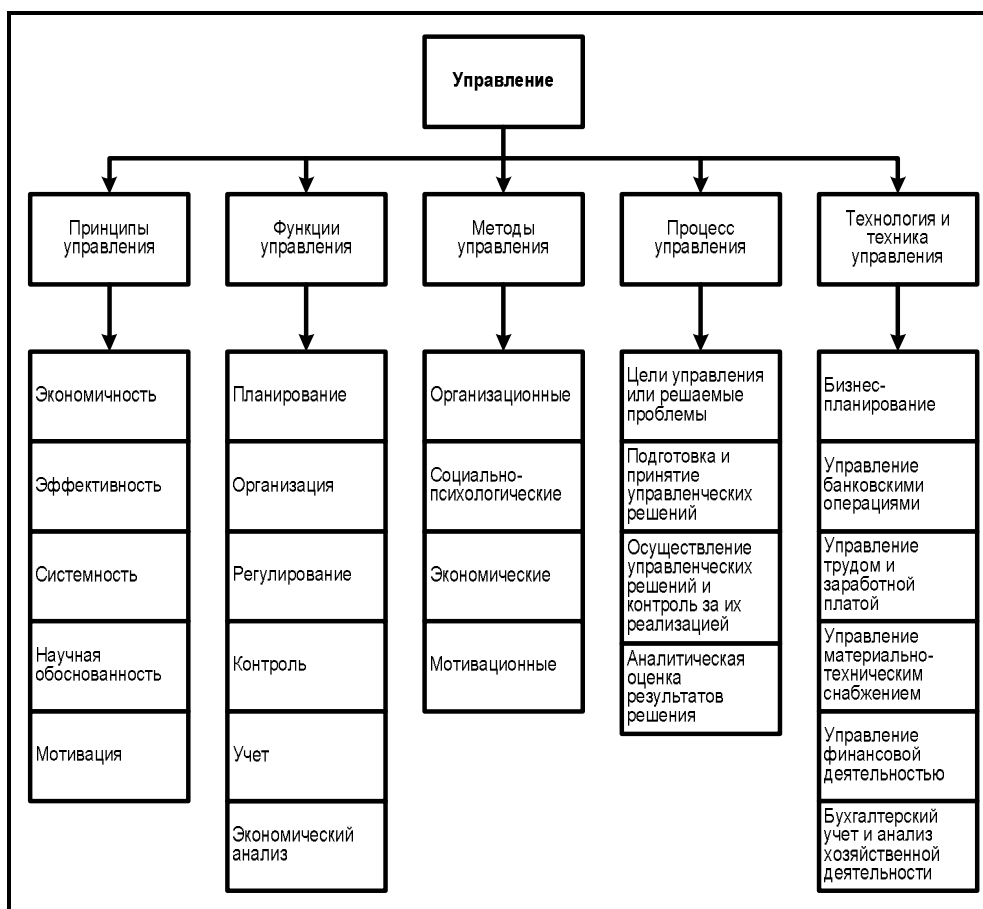 Управление
Принципы
управления
Функции
управления
Методы
управления
Процесс
управления
Технология и
техника
управления
Экономичность
Эффективность
Системность
Научная
обоснованность
Мотивация
Планирование
Организация
Регулирование
Контроль
Учет
Экономический
анализ
Организационные
Социально-
психологические
Экономические
Мотивационные
Цели управления
или решаемые
проблемы
Подготовка и
принятие
управленческих
решений
Осуществление
управленческих
решений и
контроль за их
реализацией
Аналитическая
оценка
результатов
решения
Бизнес-
планирование
Управление
банковскими
операциями
Управление
трудом и
заработной
платой
Управление
материально-
техническим
снабжением
Управление
финансовой
деятельностью
Бухгалтерский
учет и анализ
хозяйственной
деятельности